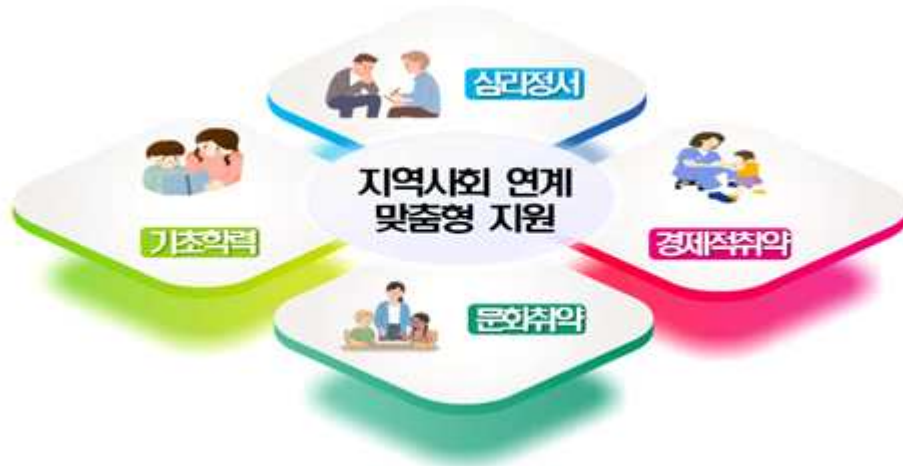 심리정서
지역사회 연계
맞춤형 지원
기초학력
경제적취약
문화취약